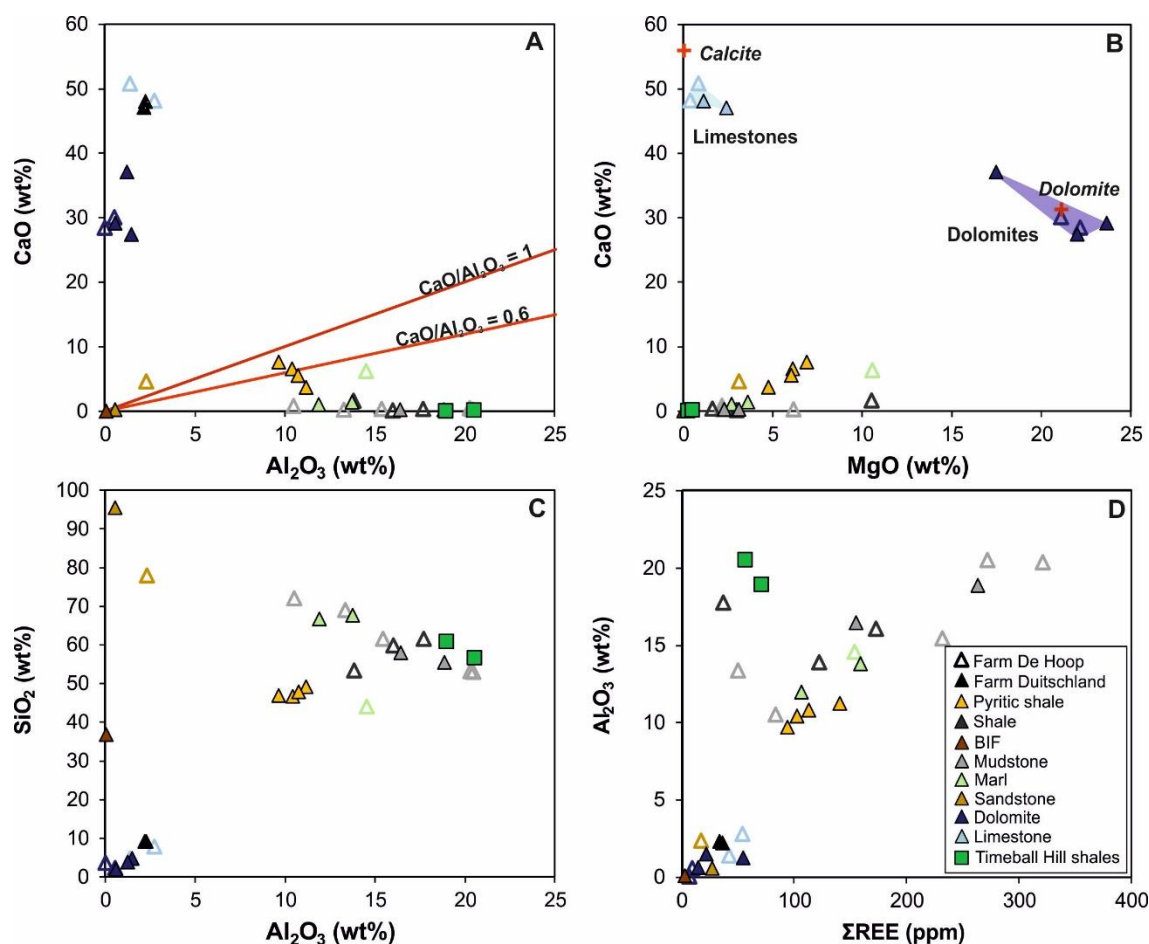 A
60
50
40
30
20
10
0
CaO (wt%)
CaO/Al₂O₃ = 1
CaO/Al₂O₃ = 0.6
0 5 10 15 20 25
Al₂O₃ (wt%)
B
60
50
40
30
20
10
0
CaO (wt%)
Calcite
Limestones
Dolomite
Dolomites
0 5 10 15 20 25
MgO (wt%)
C
100
90
80
70
60
50
40
30
20
10
0
SiO₂ (wt%)
0 5 10 15 20 25
Al₂O₃ (wt%)
D
25
20
15
10
5
0
Al₂O₃ (wt%)
Farm De Hoop
Farm Duitschland
Pyritic shale
Shale
BIF
Mudstone
Marl
Sandstone
Dolomite
Limestone
Timeball Hill shales
0 100 200 300 400
ΣREE (ppm)